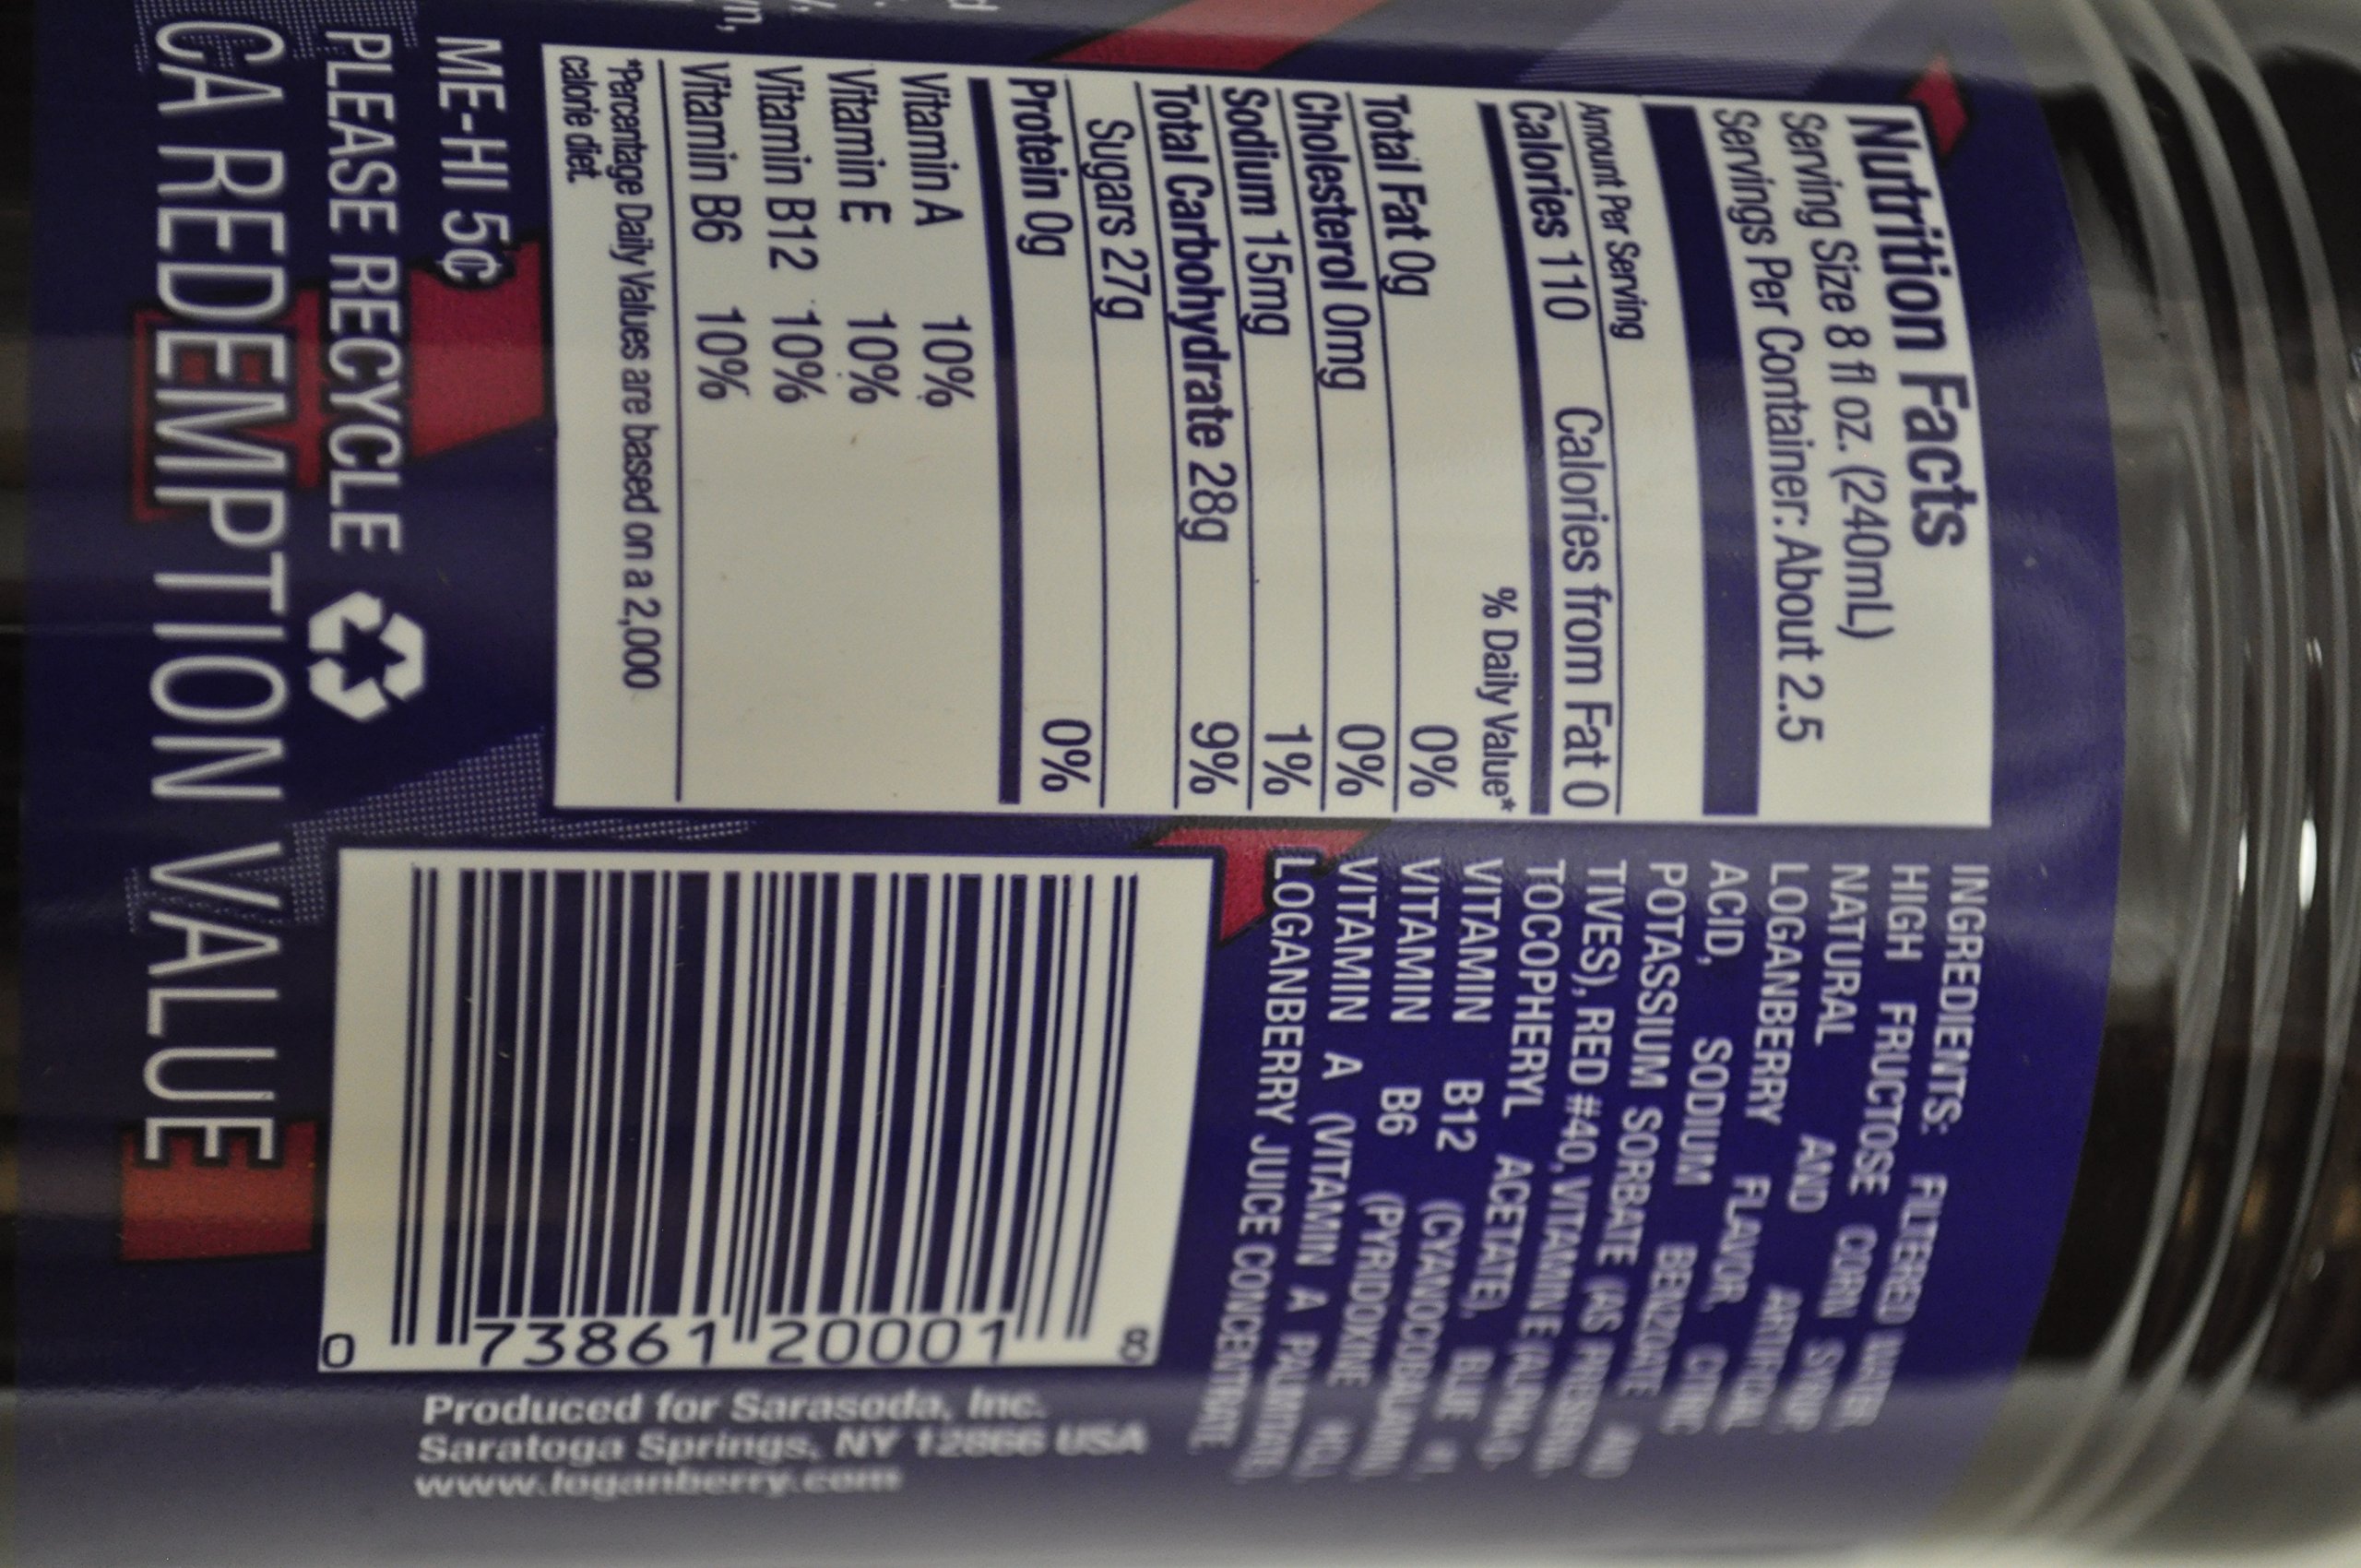 Nutrition Facts
Serving Size 8 fl oz. (240mL)
Servings Per Container: About 2.5
Amount Per Serving
Calories 110 Calories from Fat 0
% Daily Value*
Total Fat 0g 0%
Cholesterol 0mg 0%
Sodium 15mg 1%
Total Carbohydrate 28g 9%
Sugars 27g
Protein 0g 0%
Vitamin A 10%
Vitamin E 10%
Vitamin B12 10%
Vitamin B6 10%
*Percentage Daily Values are based on a 2,000
calorie diet.
ME-HI 5¢
PLEASE RECYCLE
CA REDEMPTION VALUE
INGREDIENTS: FILTERED WATER,
HIGH FRUCTOSE CORN SYRUP
NATURAL AND ARTIFICIAL
LOGANBERRY FLAVOR, CITRIC
ACID, SODIUM BENZOATE AND
POTASSIUM SORBATE (AS PRESERVA-
TIVES), RED #40, VITAMIN E (ALPHA-
TOCOPHERYL ACETATE), BLUE #1,
VITAMIN B12 (CYANOCOBALAMIN),
VITAMIN B6 (PYRIDOXINE HCL)
VITAMIN A (VITAMIN A PALMITATE)
LOGANBERRY JUICE CONCENTRATE
0 73861 20001 8
Produced for Sarasoda, Inc.
Saratoga Springs, NY 12866 USA
www.loganberry.com